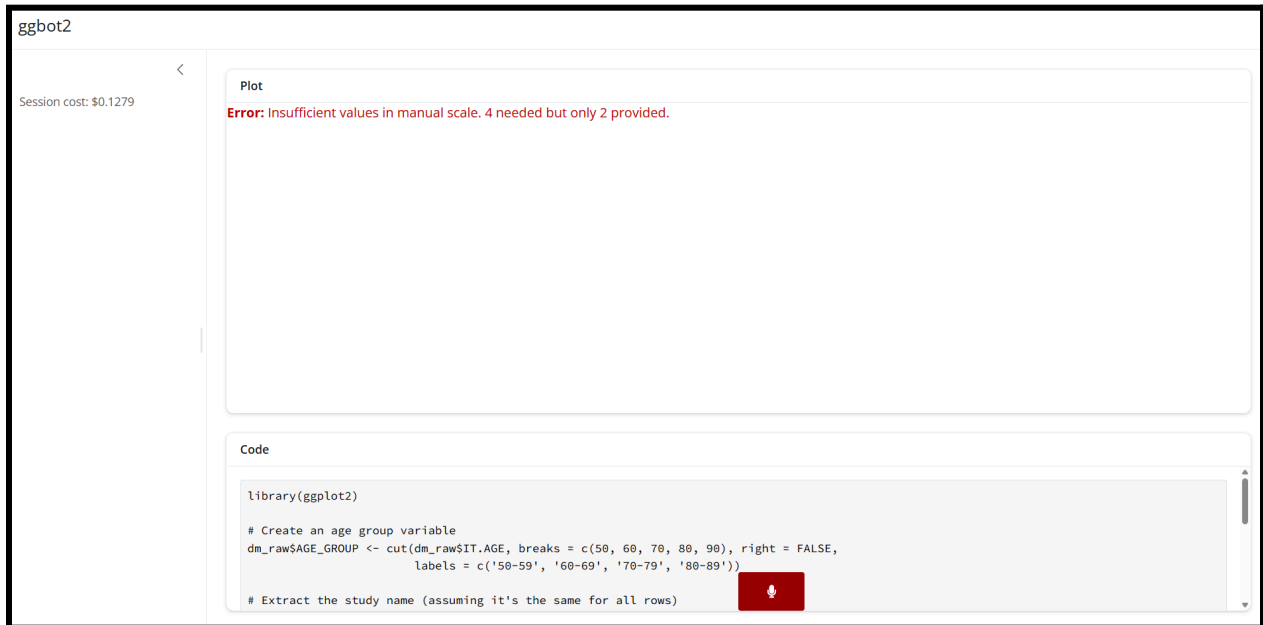 ggbot2
Session cost: $0.1279
Plot
Error: Insufficient values in manual scale. 4 needed but only 2 provided.
Code
library(ggplot2)
# Create an age group variable
dm_raw$AGE_GROUP <- cut(dm_raw$IT.AGE, breaks = c(50, 60, 70, 80, 90), right = FALSE,
labels = c('50-59', '60-69', '70-79', '80-89'))
# Extract the study name (assuming it's the same for all rows)